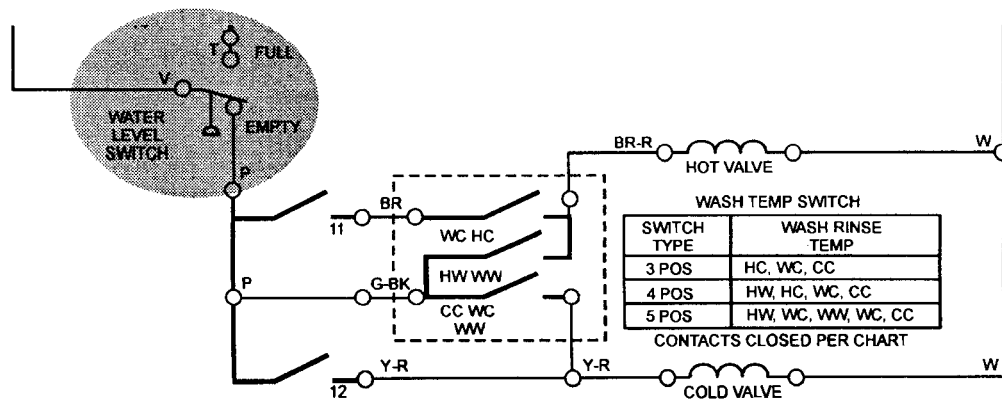 T
FULL
V
WATER
LEVEL
SWITCH
EMPTY
P
BR-R
HOT VALVE
W
11
BR
WC HC
HW WW
P
G-BK
CC WC
WW
12
Y-R
Y-R
COLD VALVE
W
WASH TEMP SWITCH
SWITCH
TYPE
WASH RINSE
TEMP
3 POS
HC, WC, CC
4 POS
HW, HC, WC, CC
5 POS
HW, WC, WW, WC, CC
CONTACTS CLOSED PER CHART